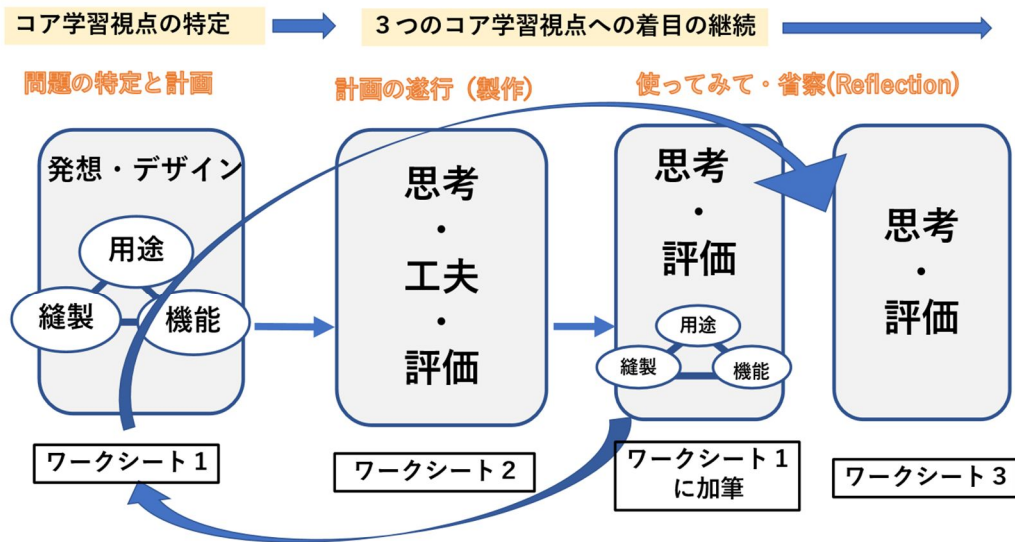 コア学習視点の特定
３つのコア学習視点への着目の継続
問題の特定と計画
計画の遂行（製作）
使ってみて・省察(Reflection)
発想・デザイン
用途
縫製
機能
思考
・
工夫
・
評価
思考
・
評価
用途
縫製
機能
思考
・
評価
ワークシート１
ワークシート２
ワークシート１
に加筆
ワークシート３